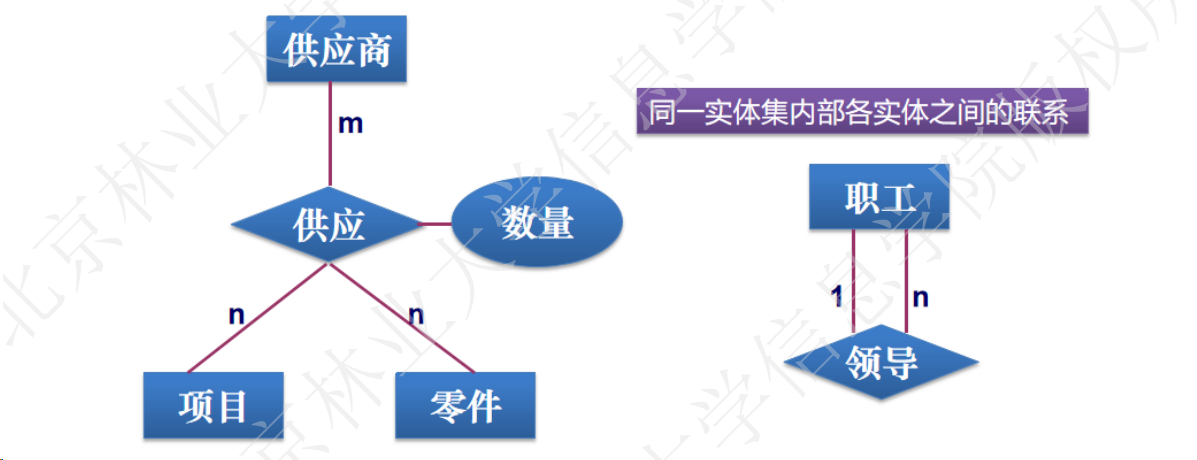 供应商
m
供应
数量
n
n
项目
零件
同一实体集内部各实体之间的联系
职工
1
n
领导
北京林业大学信息学院版权所